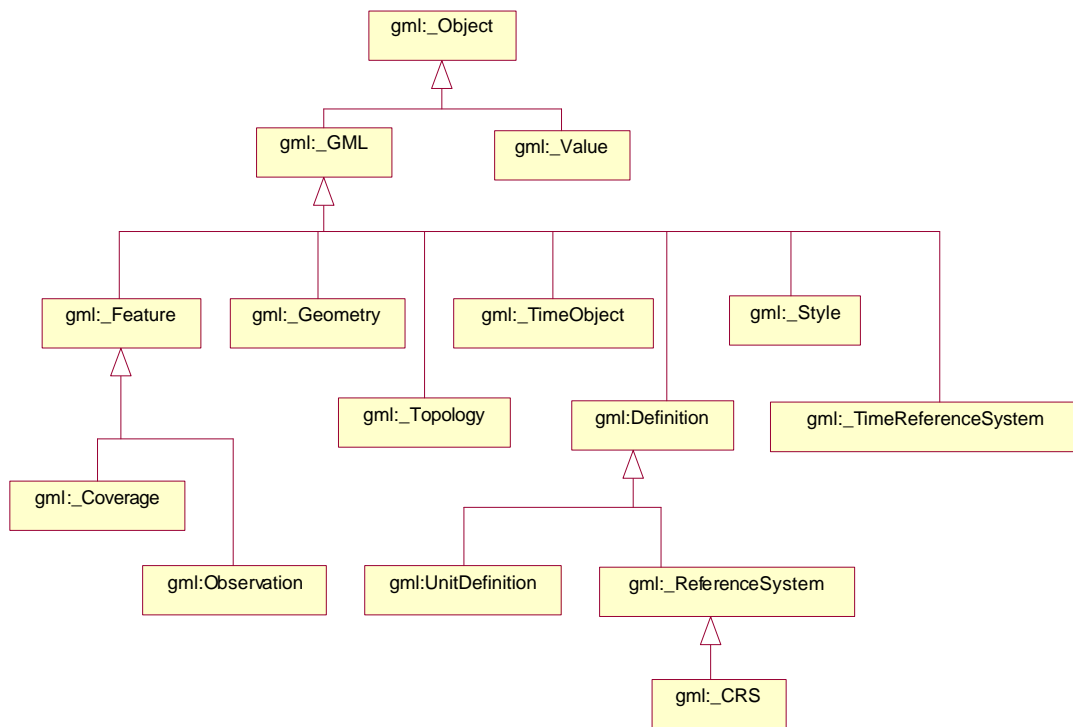 gml:_Object
gml:_GML
gml:_Value
gml:_Feature
gml:_Geometry
gml:_TimeObject
gml:_Style
gml:_Topology
gml:Definition
gml:_TimeReferenceSystem
gml:_Coverage
gml:Observation
gml:UnitDefinition
gml:_ReferenceSystem
gml:_CRS